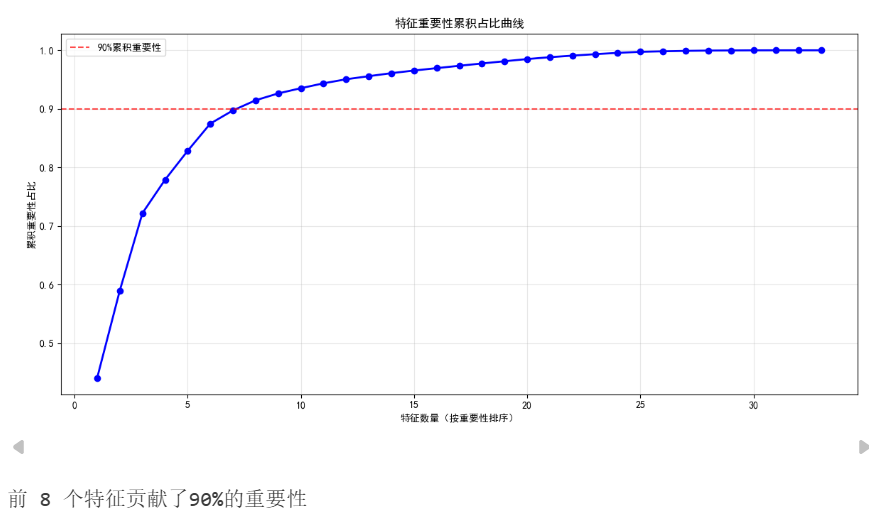 特征重要性累积占比曲线
90%累积重要性
累积重要性占比
1.0
0.9
0.8
0.7
0.6
0.5
0 5 10 15 20 25 30
特征数量（按重要性排序）
前 8 个特征贡献了90%的重要性